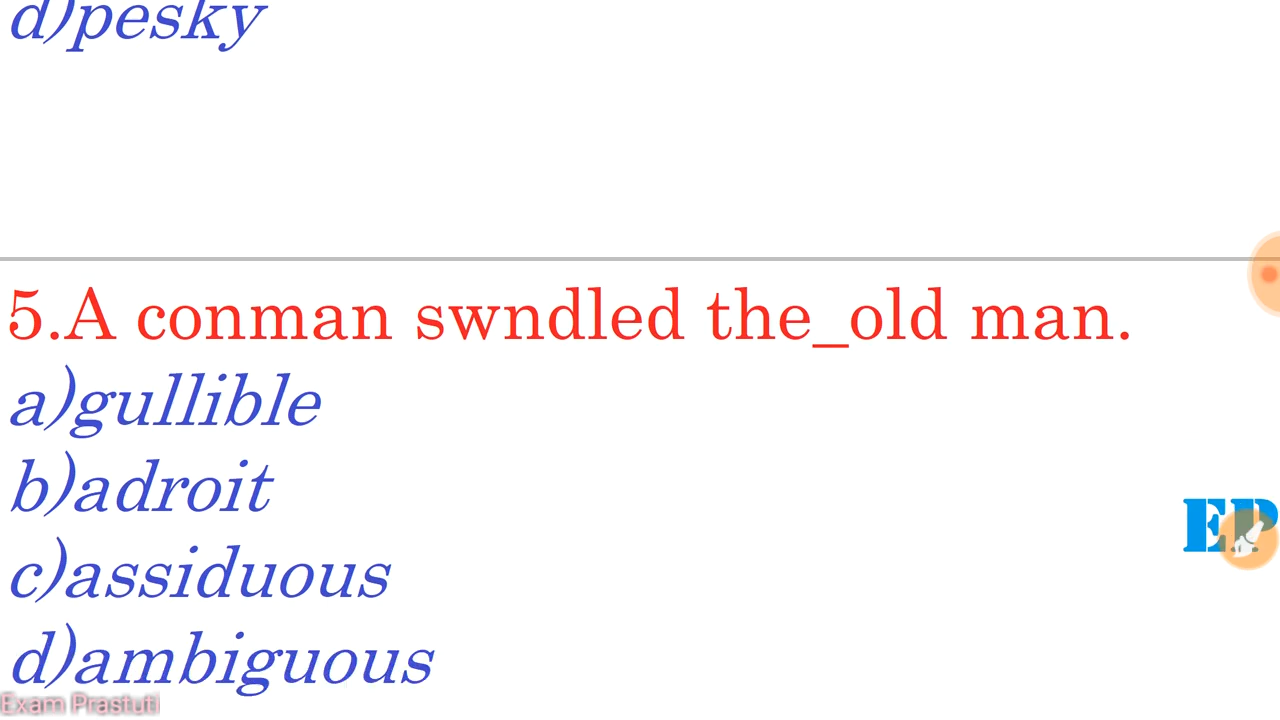 d)pesky
5.A conman swndled the_old man.
a)gullible
b)adroit
EP
c)assiduous
d)ambiguous
Exam Prastuti